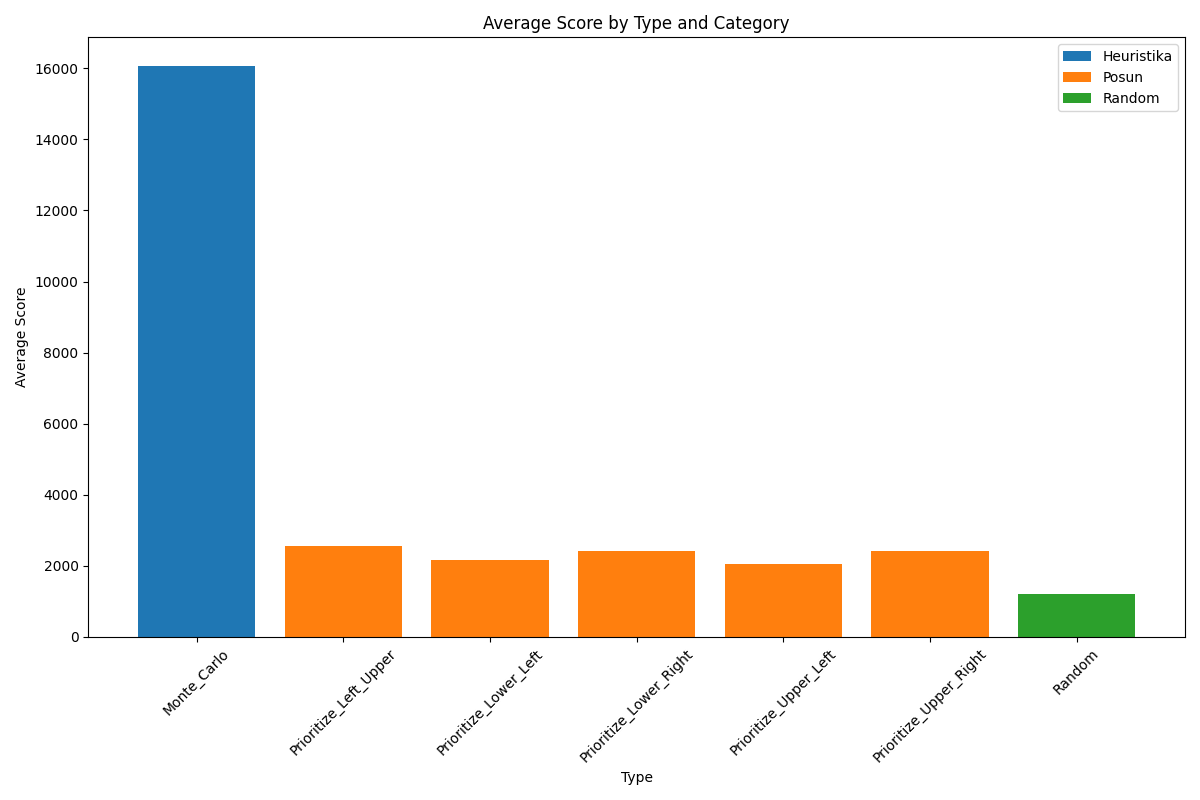 Average Score by Type and Category
Heuristika
Posun
Random
Average Score
16000
14000
12000
10000
8000
6000
4000
2000
0
Monte_Carlo
Prioritize_Left_Upper
Prioritize_Lower_Left
Prioritize_Lower_Right
Prioritize_Upper_Left
Prioritize_Upper_Right
Random
Type